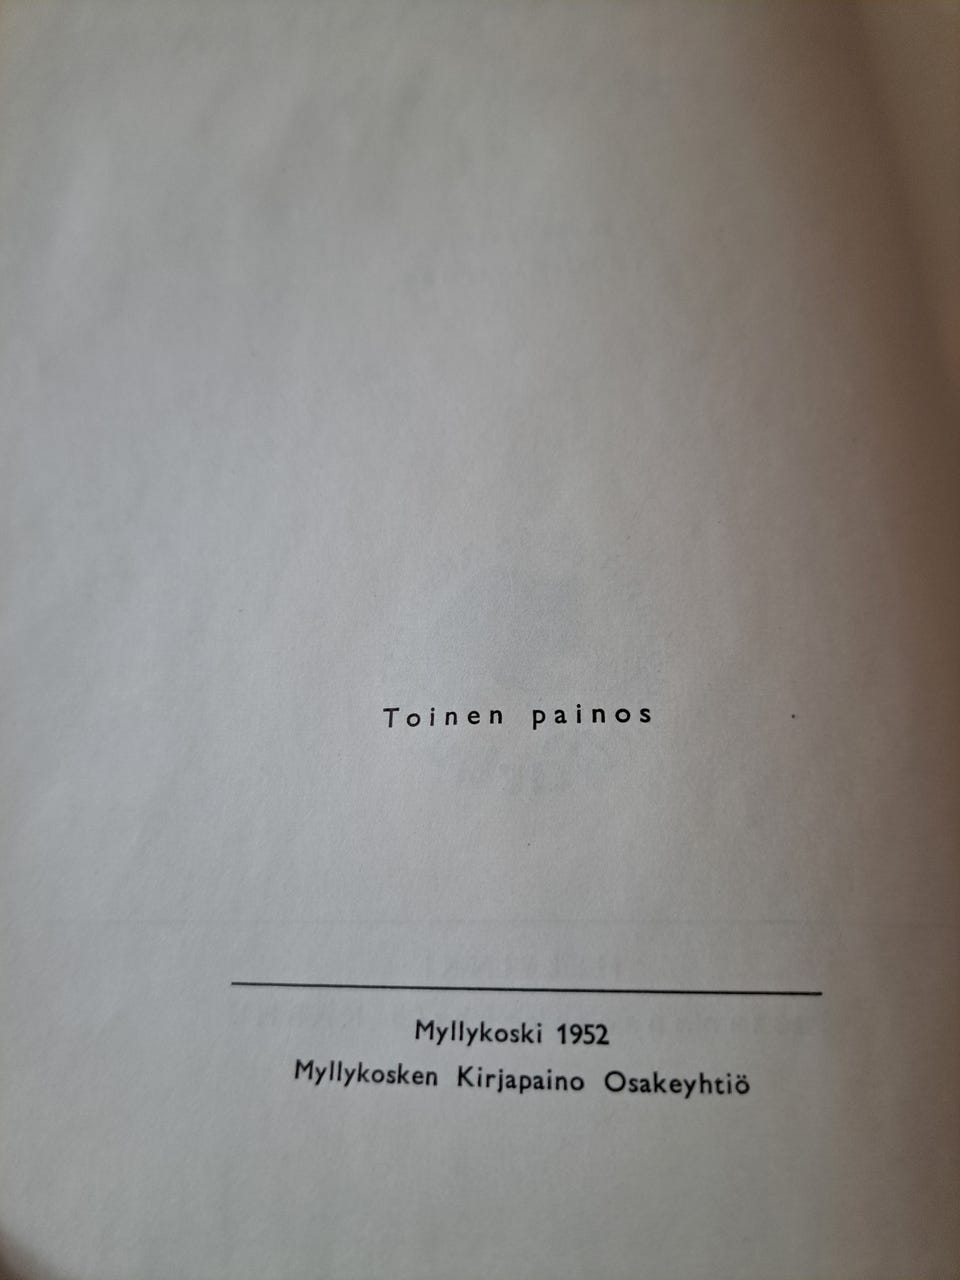 Toinen painos
Myllykoski 1952
Myllykosken Kirjapaino Osakeyhtiö